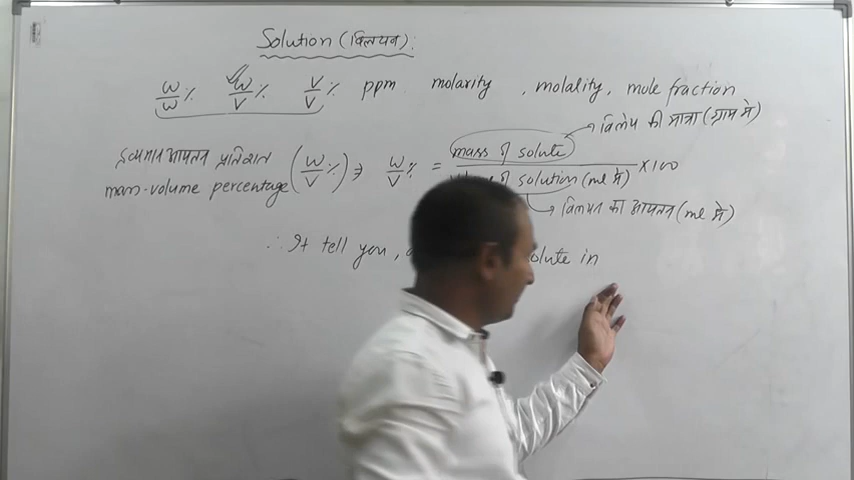 Solution (विलयन):
W/W % W/V % V/V % ppm molarity , molality, mole fraction
विलेय की मात्रा (ग्राम में)
द्रव्यमान आयतन प्रतिशत
mass-volume percentage (W/V) ⇒ W/V % = mass of solute / of solution (ml में) × 100
विलयन का आयतन (ml में)
∴ It tell you, in